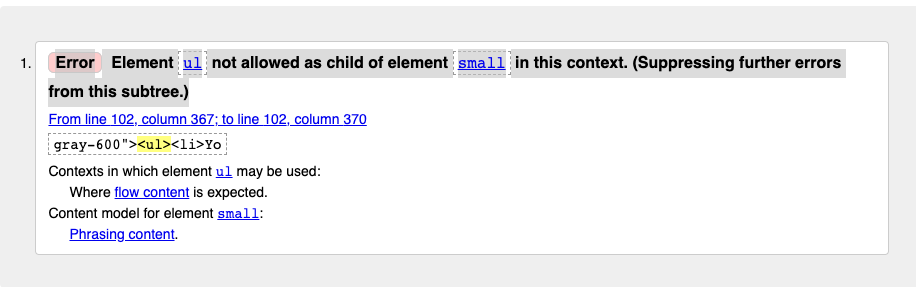 1. Error Element ul not allowed as child of element small in this context. (Suppressing further errors
from this subtree.)
From line 102, column 367; to line 102, column 370
gray-600"><ul><li>Yo
Contexts in which element ul may be used:
Where flow content is expected.
Content model for element small:
Phrasing content.